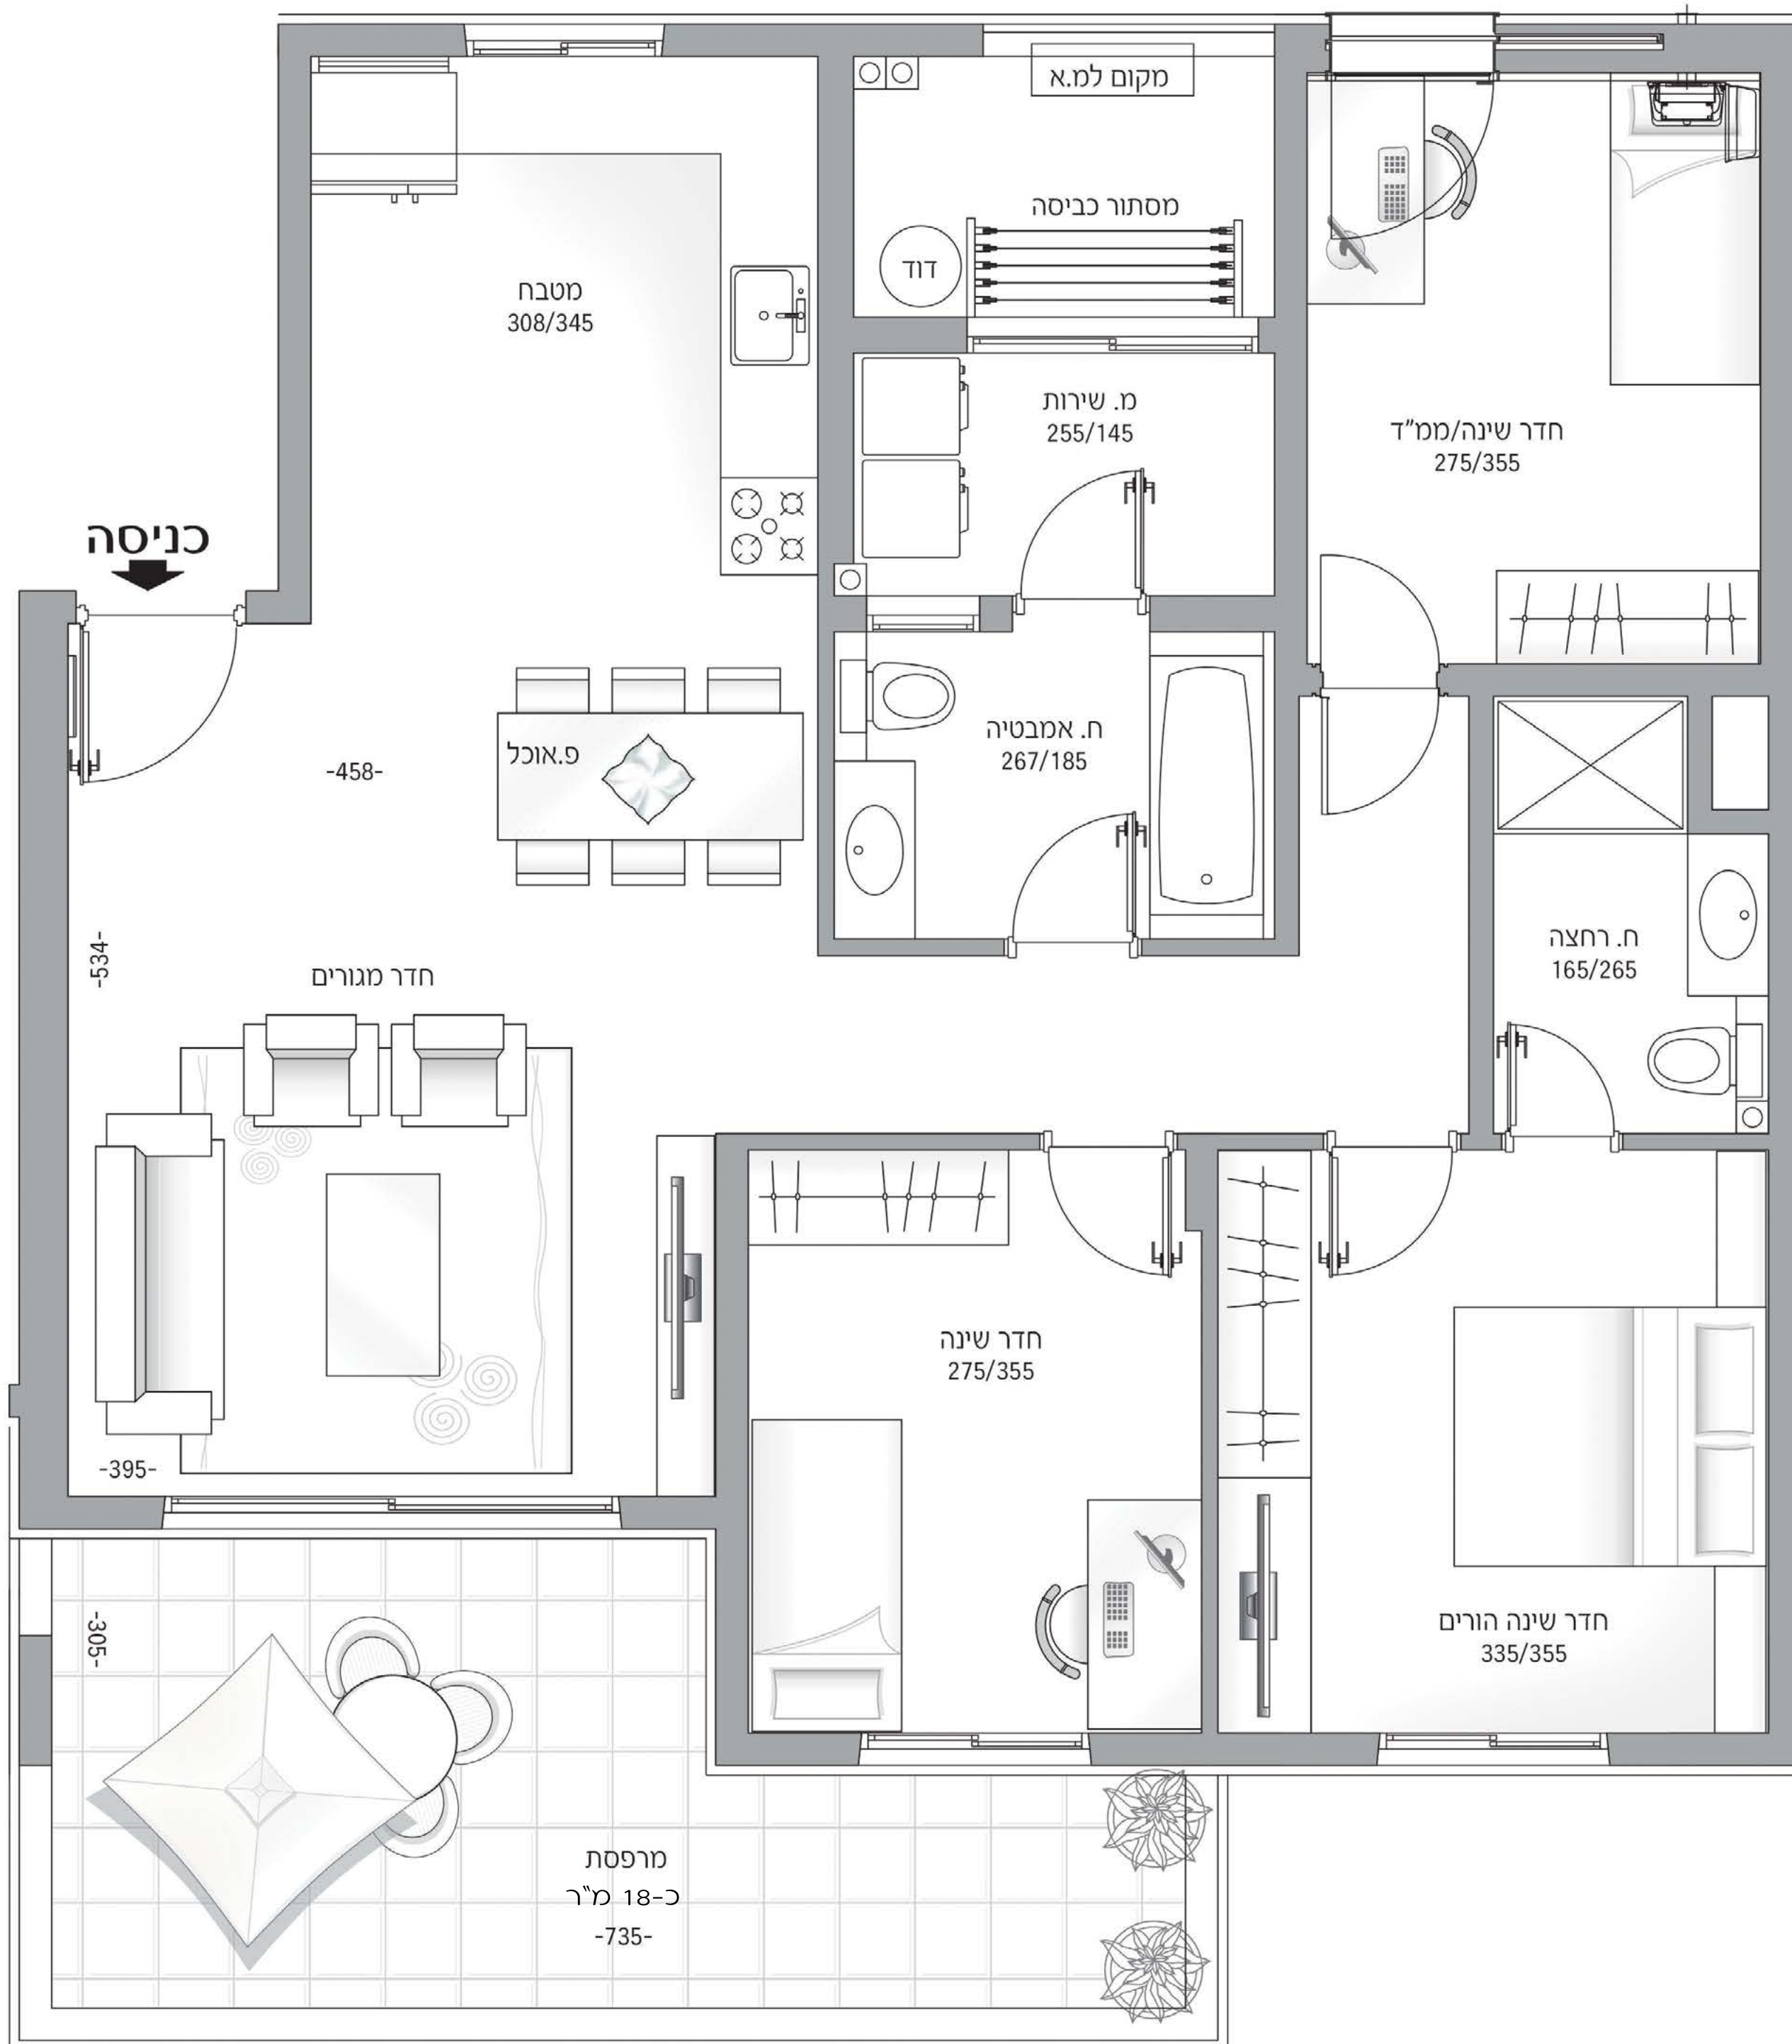 מקום למ.א
מסתור כביסה
דוד
מטבח
308/345
מ. שירות
255/145
חדר שינה/ממ"ד
275/355
כניסה
פ.אוכל
-458-
ח. אמבטיה
267/185
-534-
חדר מגורים
ח. רחצה
165/265
-395-
חדר שינה
275/355
חדר שינה הורים
335/355
-305-
מרפסת
כ-18 מ"ר
-735-